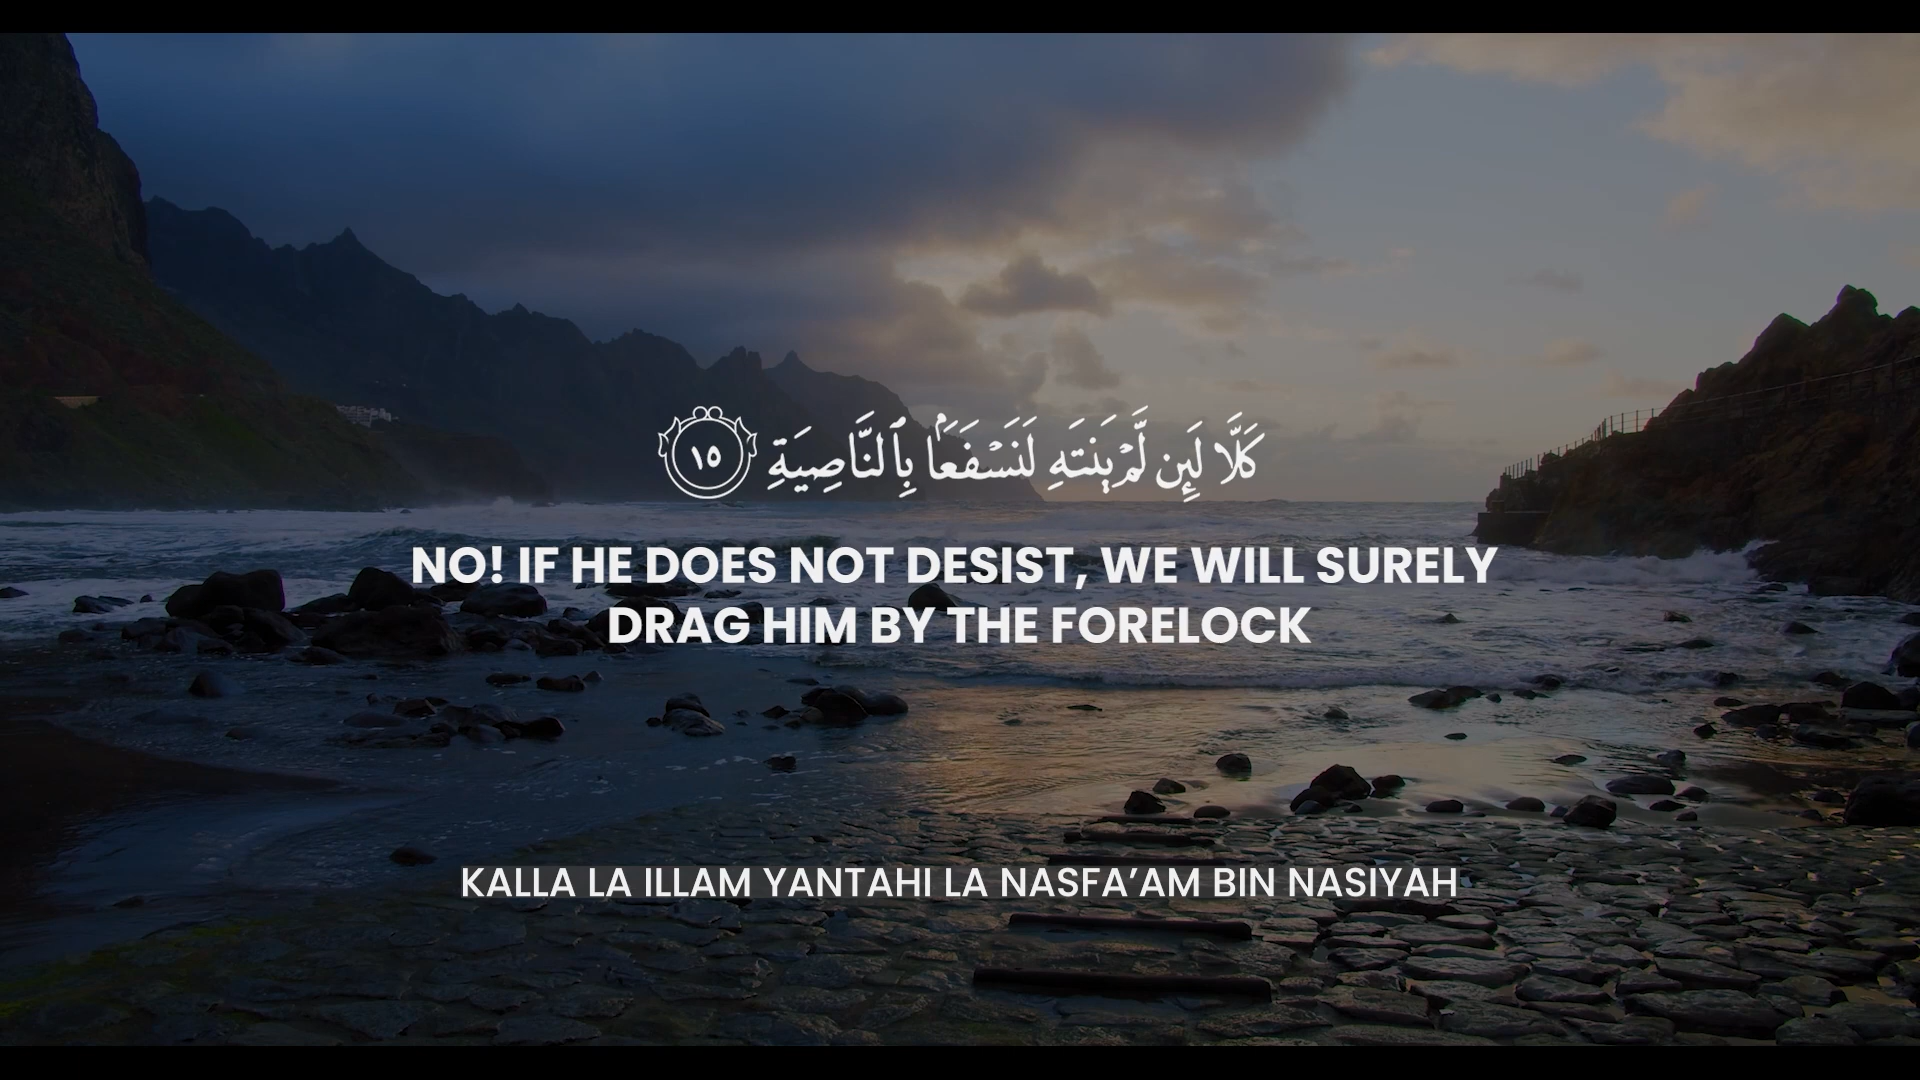 كَلَّا لَئِن لَّمْ يَنتَهِ لَنَسْفَعًۢا بِٱلنَّاصِيَةِ ١٥
NO! IF HE DOES NOT DESIST, WE WILL SURELY
DRAG HIM BY THE FORELOCK
KALLA LA ILLAM YANTAHI LA NASFA’AM BIN NASIYAH